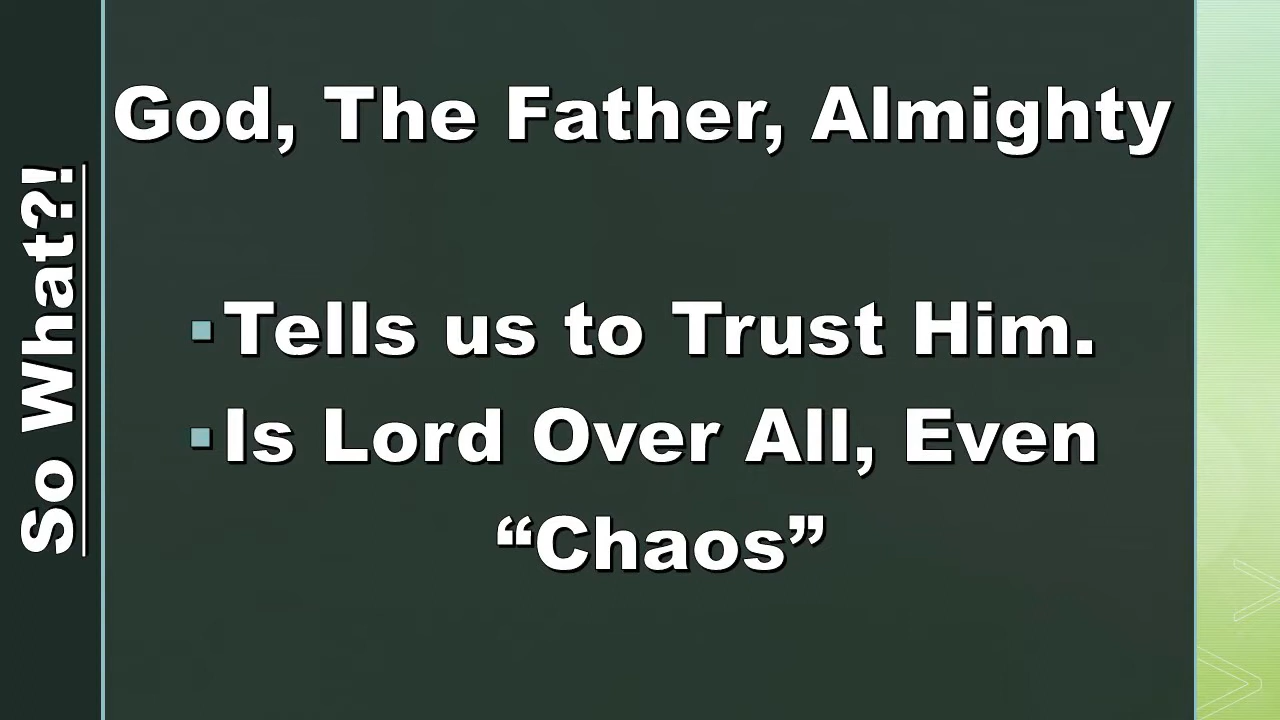 So What?!
God, The Father, Almighty
▪Tells us to Trust Him.
▪Is Lord Over All, Even
“Chaos”